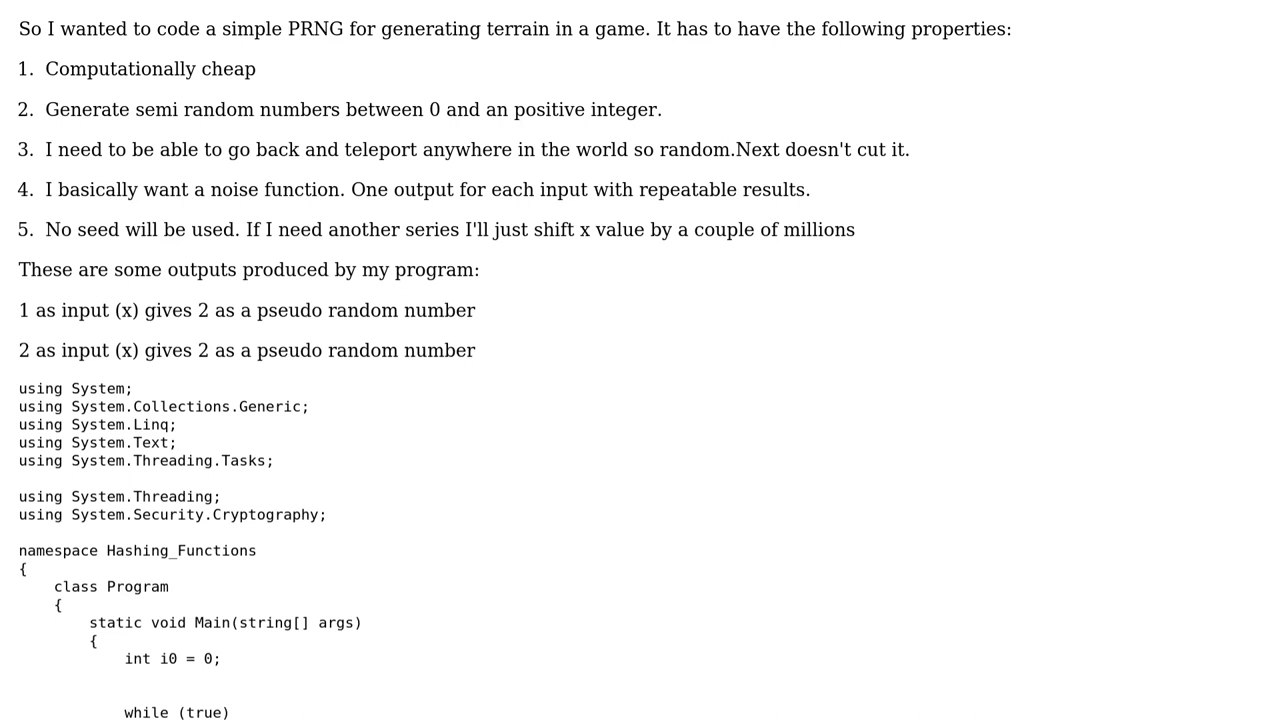 So I wanted to code a simple PRNG for generating terrain in a game. It has to have the following properties:
1. Computationally cheap
2. Generate semi random numbers between 0 and an positive integer.
3. I need to be able to go back and teleport anywhere in the world so random.Next doesn't cut it.
4. I basically want a noise function. One output for each input with repeatable results.
5. No seed will be used. If I need another series I'll just shift x value by a couple of millions
These are some outputs produced by my program:
1 as input (x) gives 2 as a pseudo random number
2 as input (x) gives 2 as a pseudo random number
using System;
using System.Collections.Generic;
using System.Linq;
using System.Text;
using System.Threading.Tasks;
using System.Threading;
using System.Security.Cryptography;
namespace Hashing_Functions
{
    class Program
    {
        static void Main(string[] args)
        {
            int i0 = 0;
            while (true)